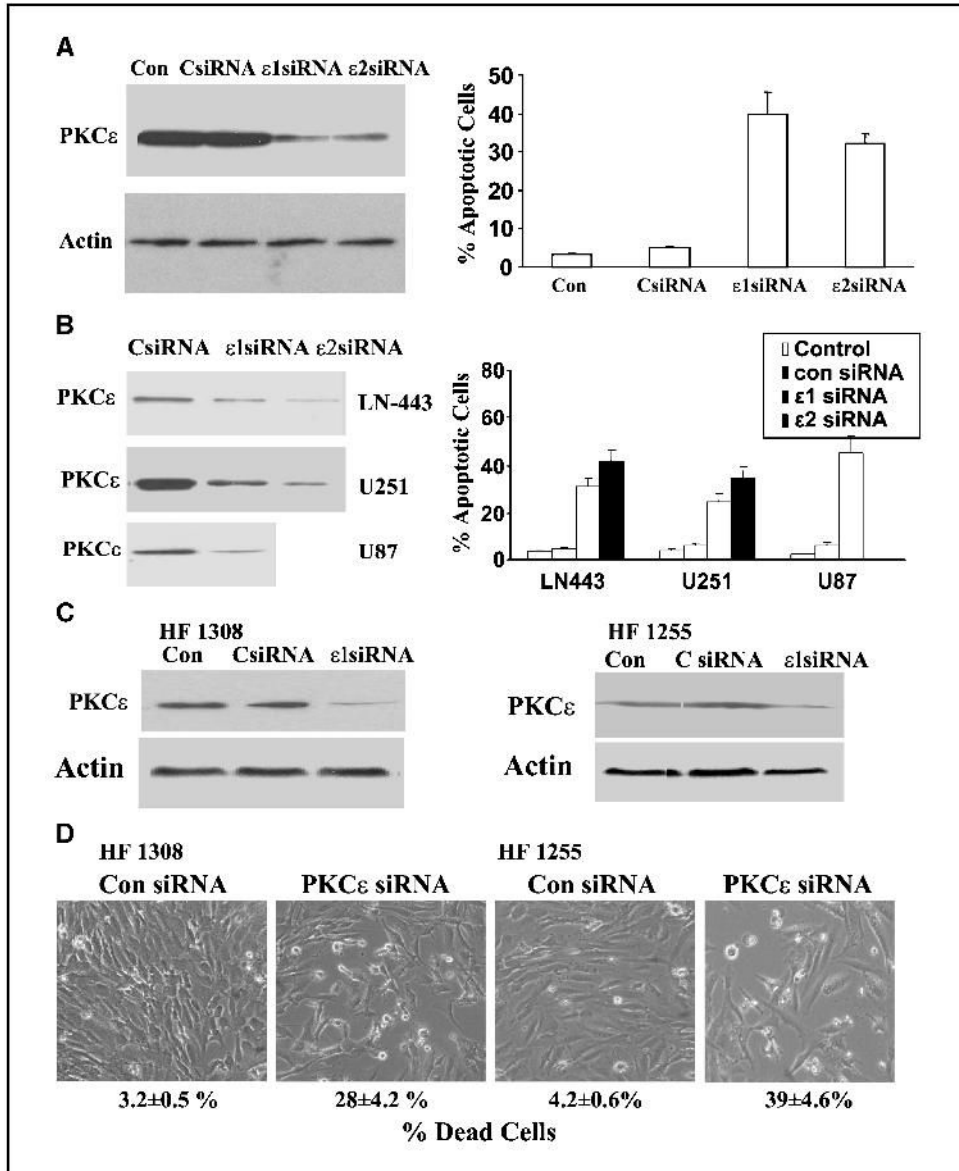 A
Con CsiRNA ε1siRNA ε2siRNA
PKCε
Actin
% Apoptotic Cells
50
40
30
20
10
0
Con CsiRNA ε1siRNA ε2siRNA
B
CsiRNA ε1siRNA ε2siRNA
PKCε LN-443
PKCε U251
PKCε U87
Control
con siRNA
ε1 siRNA
ε2 siRNA
% Apoptotic Cells
80
60
40
20
0
LN443 U251 U87
C
HF 1308
Con CsiRNA ε1siRNA
PKCε
Actin
HF 1255
Con C siRNA ε1siRNA
PKCε
Actin
D
HF 1308 HF 1255
Con siRNA PKCε siRNA Con siRNA PKCε siRNA
3.2±0.5 % 28±4.2 % 4.2±0.6% 39±4.6%
% Dead Cells